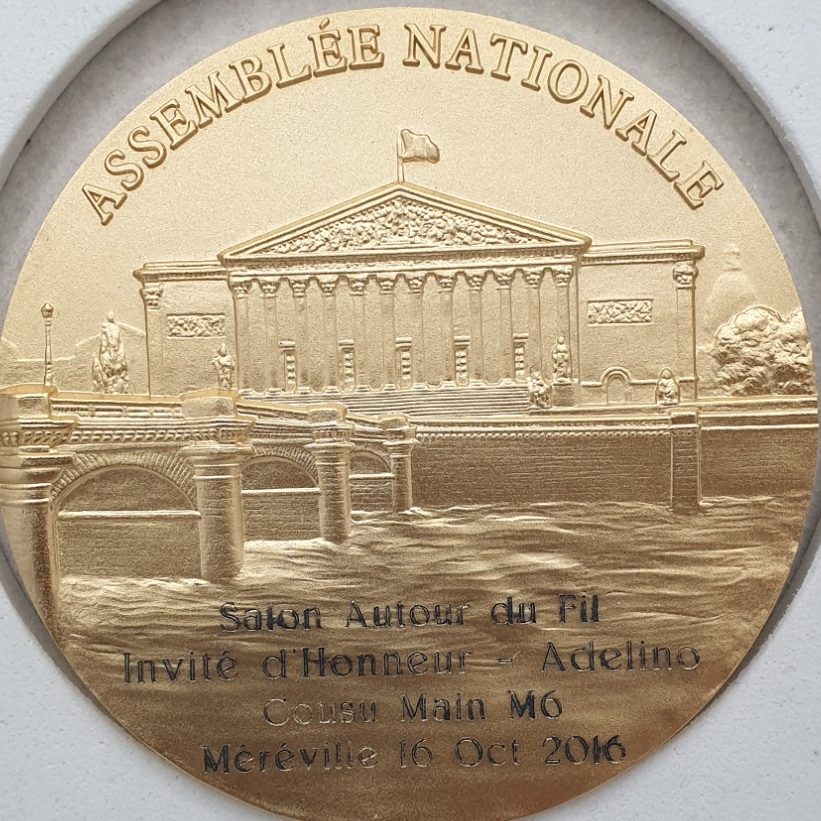 ASSEMBLÉE NATIONALE
Salon Autour du Fil
Invité d'Honneur - Adelino
Cousu Main M6
Méréville 16 Oct 2016